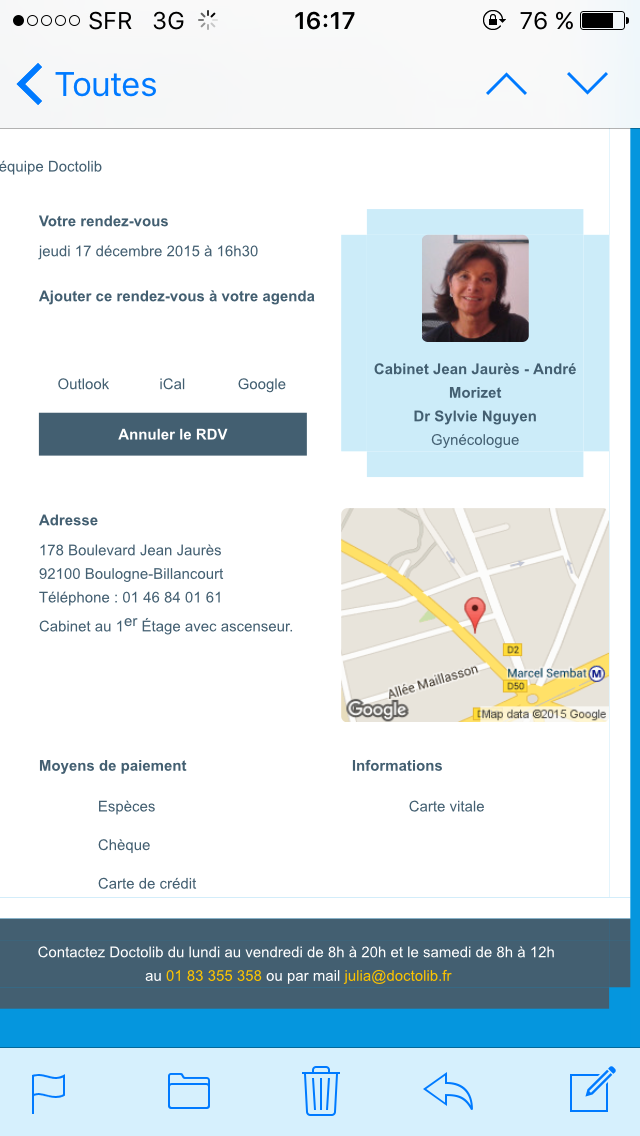 SFR 3G 16:17 76 %
Toutes
équipe Doctolib
Votre rendez-vous
jeudi 17 décembre 2015 à 16h30
Ajouter ce rendez-vous à votre agenda
Outlook iCal Google
Annuler le RDV
Cabinet Jean Jaurès - André
Morizet
Dr Sylvie Nguyen
Gynécologue
Adresse
178 Boulevard Jean Jaurès
92100 Boulogne-Billancourt
Téléphone : 01 46 84 01 61
Cabinet au 1er Étage avec ascenseur.
D2
Marcel Sembat M
D50
Allée Maillasson
Google
Map data ©2015 Google
Moyens de paiement
Espèces
Chèque
Carte de crédit
Informations
Carte vitale
Contactez Doctolib du lundi au vendredi de 8h à 20h et le samedi de 8h à 12h
au 01 83 355 358 ou par mail julia@doctolib.fr